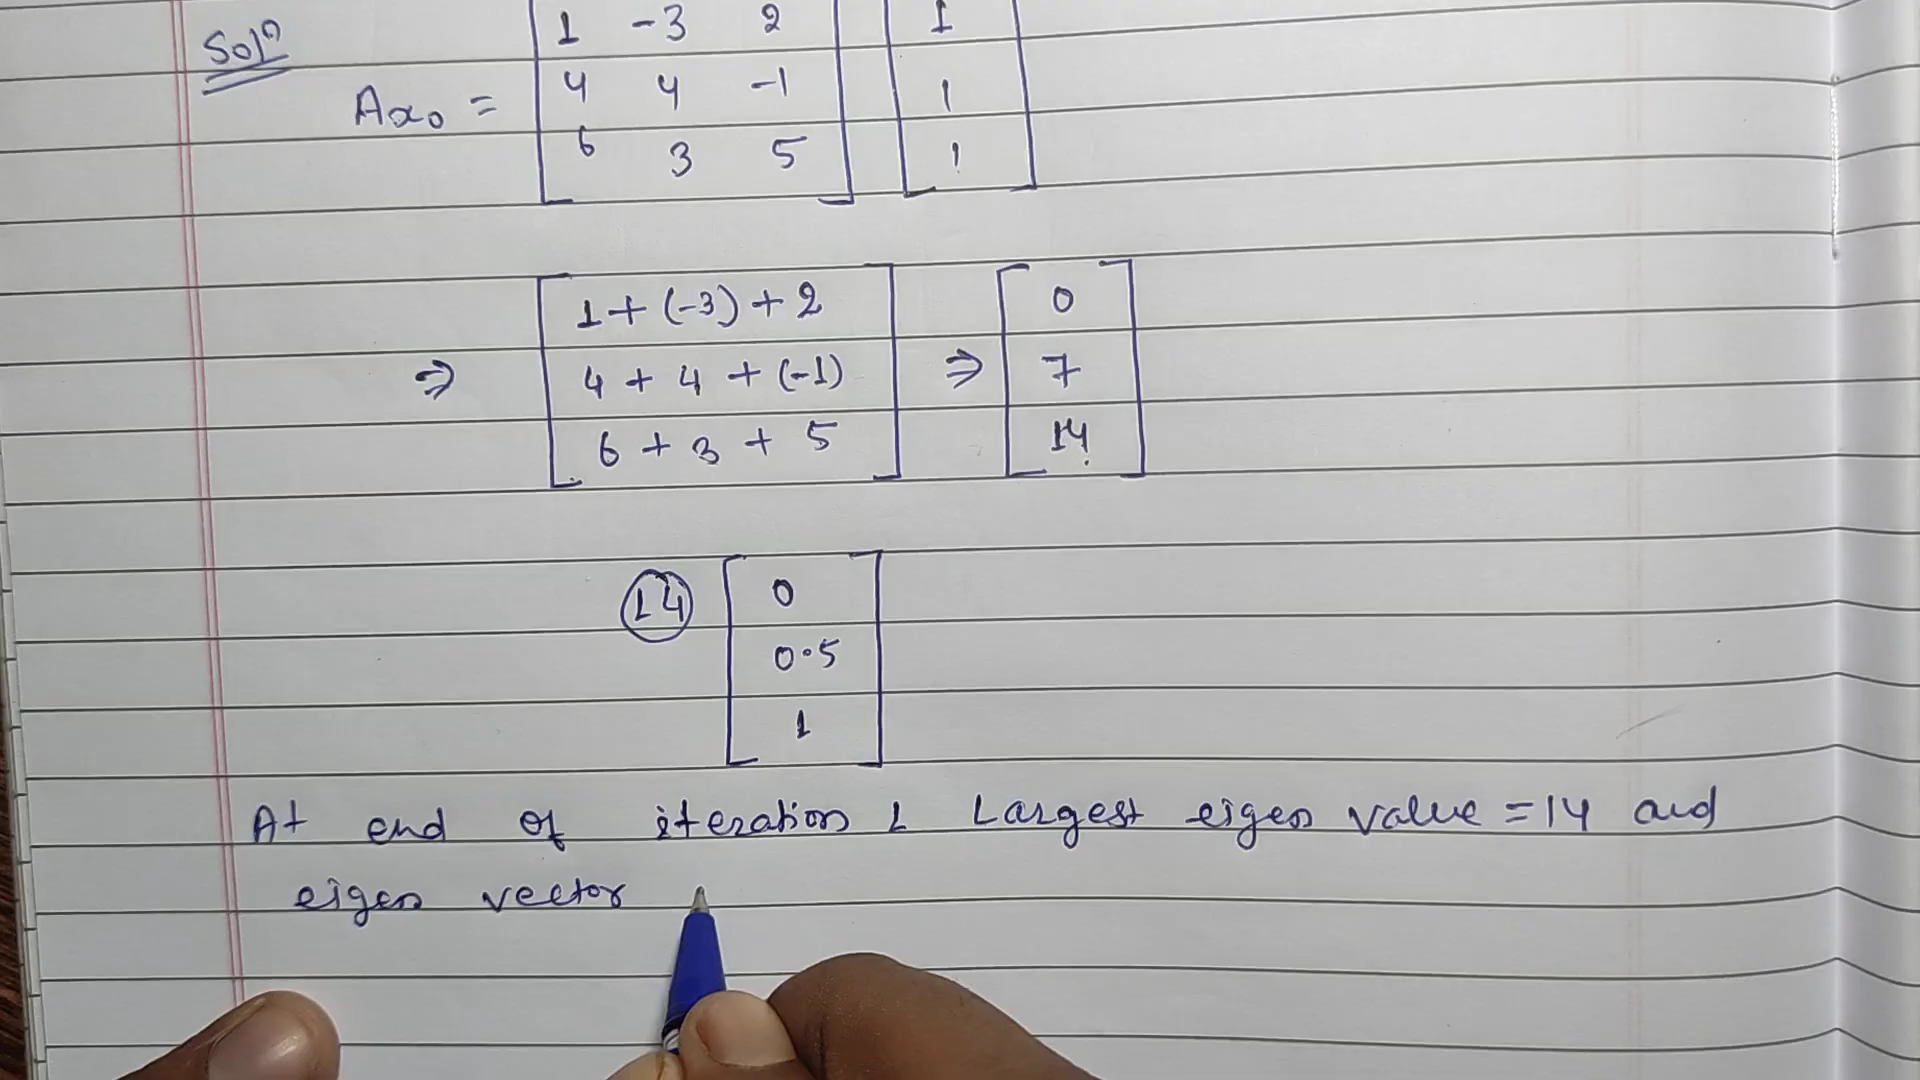 Solⁿ
1 -3 2 1
Ax₀ = 4 4 -1 1
6 3 5 1
1 + (-3) + 2 0
⇒ 4 + 4 + (-1) ⇒ 7
6 + 3 + 5 14
14 0
0.5
1
At end of iteration 1 Largest eigen value = 14 and
eigen vector